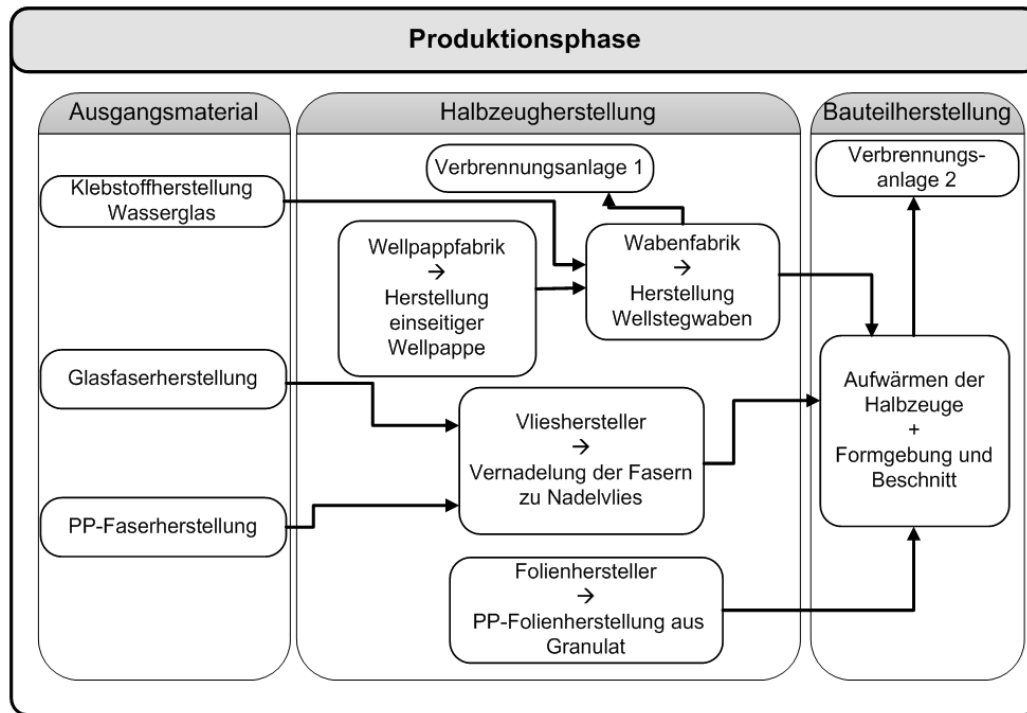 Produktionsphase
Ausgangsmaterial
Klebstoffherstellung
Wasserglas
Glasfaserherstellung
PP-Faserherstellung
Halbzeugherstellung
Verbrennungsanlage 1
Wellpappfabrik
→
Herstellung
einseitiger
Wellpappe
Wabenfabrik
→
Herstellung
Wellstegwaben
Vlieshersteller
→
Vernadelung der Fasern
zu Nadelvlies
Folienhersteller
→
PP-Folienherstellung aus
Granulat
Bauteilherstellung
Verbrennungs-
anlage 2
Aufwärmen der
Halbzeuge
+
Formgebung und
Beschnitt